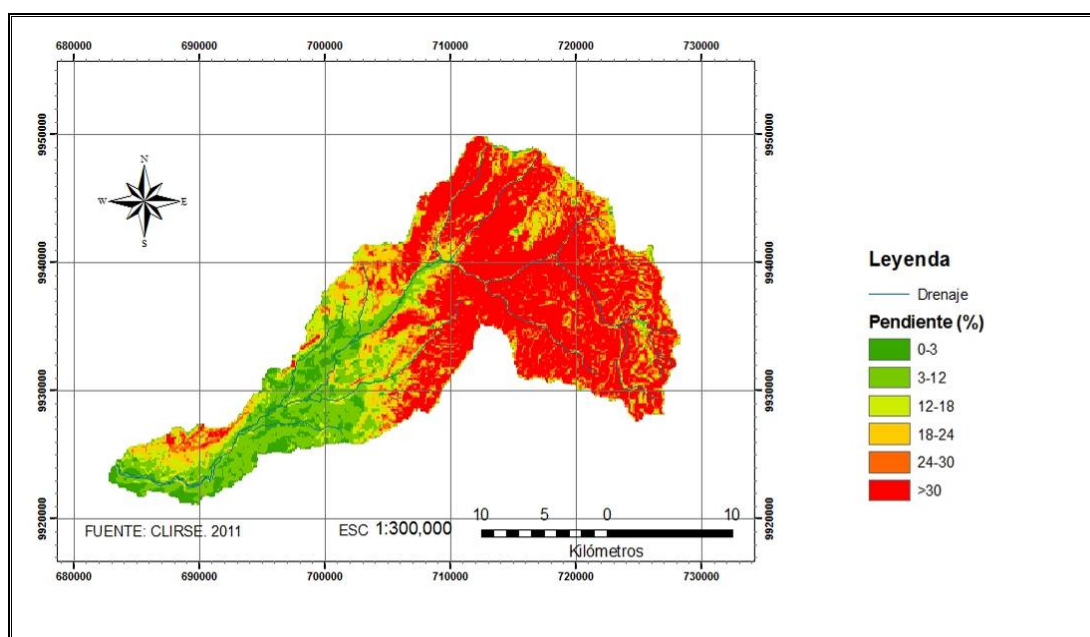 680000 690000 700000 710000 720000 730000
9950000 9950000
N
W E
S
9940000 9940000
9930000 9930000
9920000 9920000
Leyenda
Drenaje
Pendiente (%)
0-3
3-12
12-18
18-24
24-30
>30
FUENTE: CLIRSE. 2011
ESC 1:300,000
10 5 0 10
Kilómetros
680000 690000 700000 710000 720000 730000